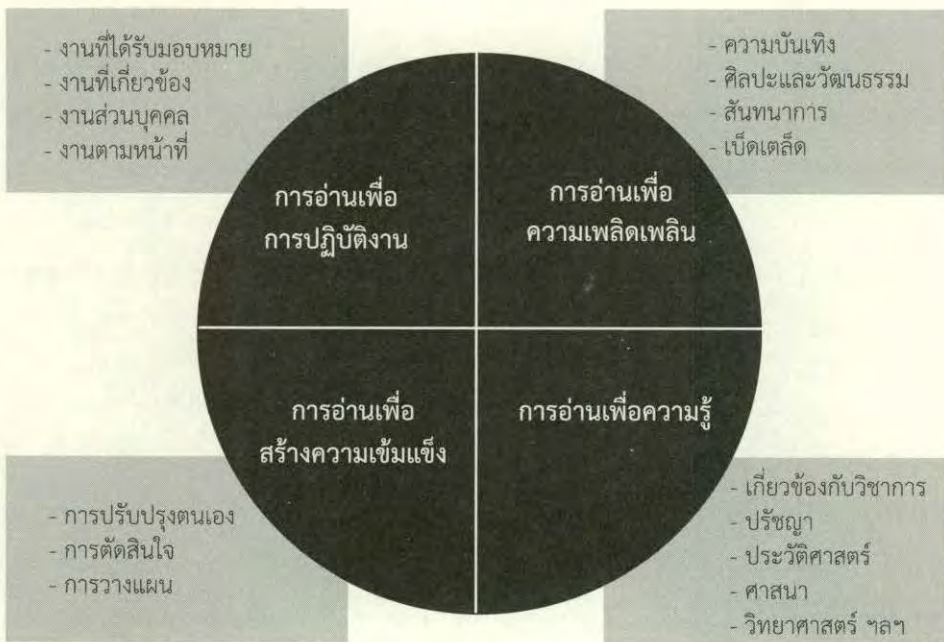 - งานที่ได้รับมอบหมาย
- งานที่เกี่ยวข้อง
- งานส่วนบุคคล
- งานตามหน้าที่
- ความบันเทิง
- ศิลปะและวัฒนธรรม
- สันทนาการ
- เบ็ดเตล็ด
การอ่านเพื่อ
การปฏิบัติงาน
การอ่านเพื่อ
ความเพลิดเพลิน
การอ่านเพื่อ
สร้างความเข้มแข็ง
การอ่านเพื่อความรู้
- การปรับปรุงตนเอง
- การตัดสินใจ
- การวางแผน
- เกี่ยวข้องกับวิชาการ
- ปรัชญา
- ประวัติศาสตร์
- ศาสนา
- วิทยาศาสตร์ ฯลฯ